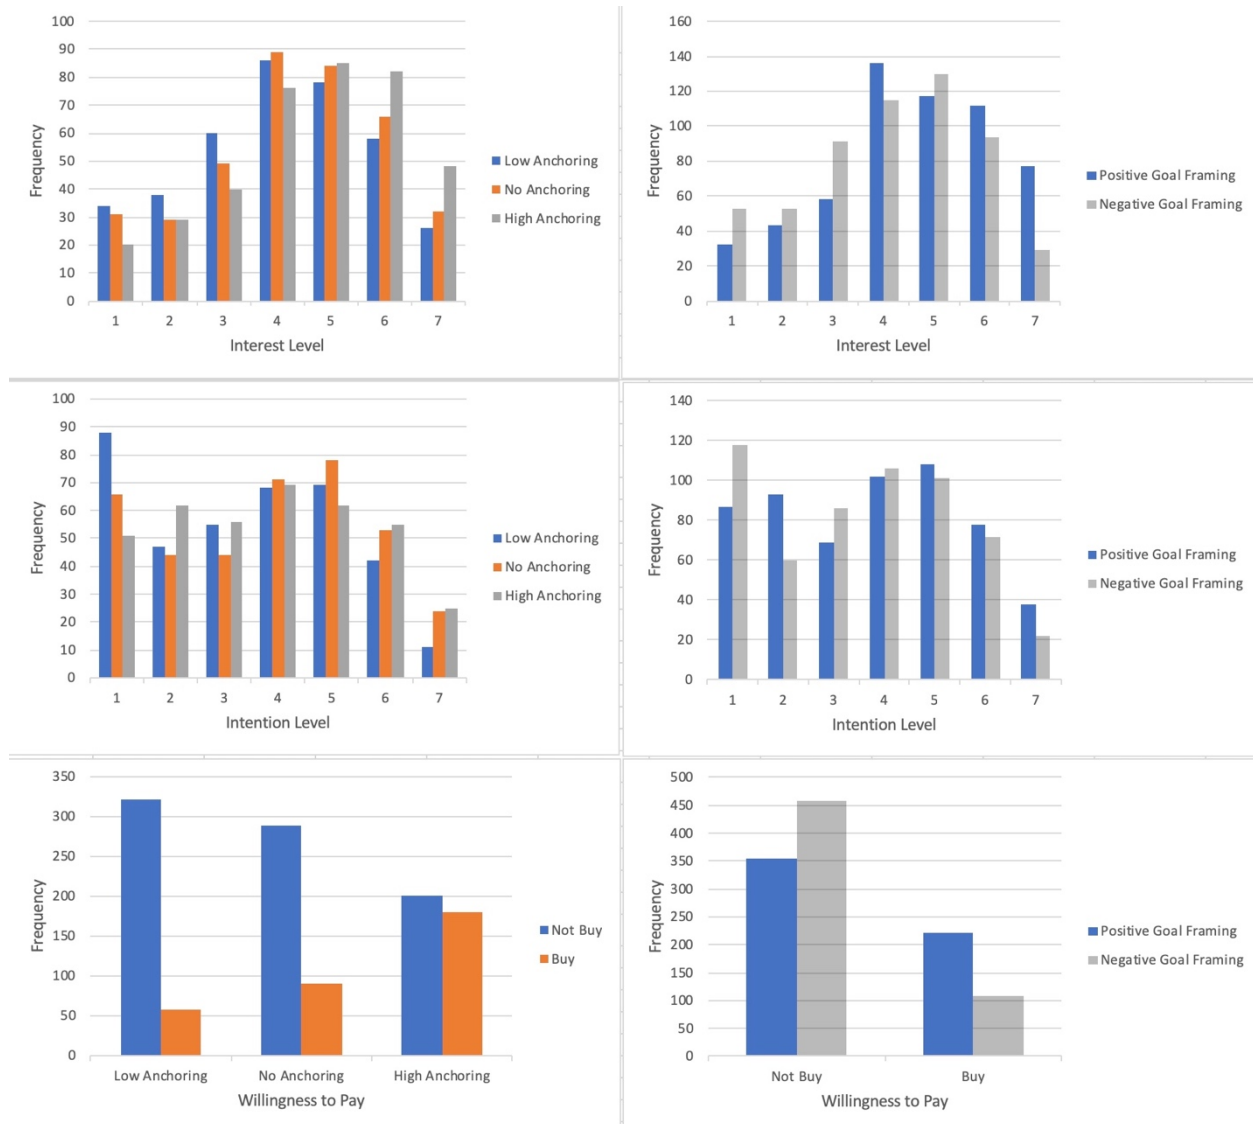 100
90
80
70
60
50
40
30
20
10
0
Frequency
1 2 3 4 5 6 7
Interest Level
Low Anchoring
No Anchoring
High Anchoring
160
140
120
100
80
60
40
20
0
Frequency
1 2 3 4 5 6 7
Interest Level
Positive Goal Framing
Negative Goal Framing
100
90
80
70
60
50
40
30
20
10
0
Frequency
1 2 3 4 5 6 7
Intention Level
Low Anchoring
No Anchoring
High Anchoring
140
120
100
80
60
40
20
0
Frequency
1 2 3 4 5 6 7
Intention Level
Positive Goal Framing
Negative Goal Framing
350
300
250
200
150
100
50
0
Frequency
Low Anchoring No Anchoring High Anchoring
Willingness to Pay
Not Buy
Buy
500
450
400
350
300
250
200
150
100
50
0
Frequency
Not Buy Buy
Willingness to Pay
Positive Goal Framing
Negative Goal Framing